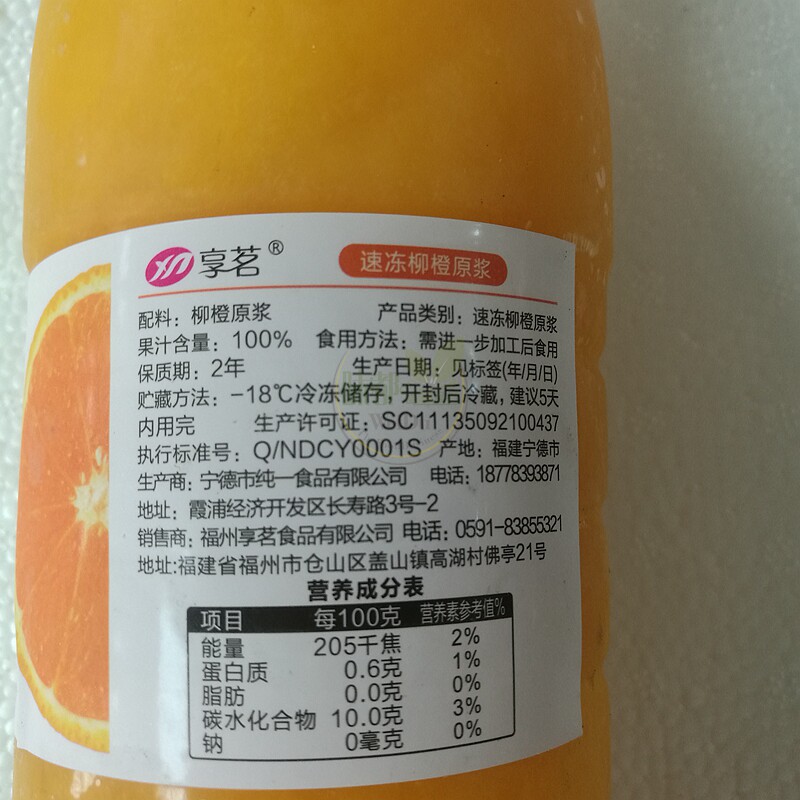 XN 享茗® 速冻柳橙原浆
配料：柳橙原浆 产品类别：速冻柳橙原浆
果汁含量：100% 食用方法：需进一步加工后食用
保质期：2年 生产日期：见标签(年/月/日)
贮藏方法：-18℃冷冻储存，开封后冷藏，建议5天
内用完 生产许可证：SC11135092100437
执行标准号：Q/NDCY0001S 产地：福建宁德市
生产商：宁德市纯一食品有限公司 电话：18778393871
地址：霞浦经济开发区长寿路3号-2
销售商：福州享茗食品有限公司 电话：0591-83855321
地址:福建省福州市仓山区盖山镇高湖村佛亭21号
营养成分表
项目 每100克 营养素参考值%
能量 205千焦 2%
蛋白质 0.6克 1%
脂肪 0.0克 0%
碳水化合物 10.0克 3%
钠 0毫克 0%